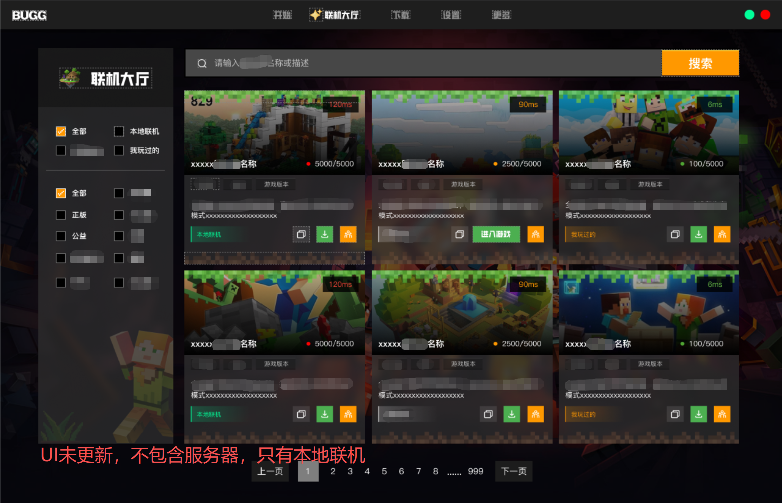 BUGG 开始 联机大厅 下载 设置 更多
联机大厅
请输入 名称或描述 搜索
全部 本地联机
我玩过的
全部
正版
公益
829 120ms
xxxxx 名称 5000/5000
游戏版本
模式xxxxxxxxxxxxxxxxxxx
本地联机
90ms
xxxxx 名称 2500/5000
游戏版本
模式xxxxxxxxxxxxxxxxxxx
进入游戏
6ms
xxxxx 名称 100/5000
游戏版本
模式xxxxxxxxxxxxxxxxxxx
我玩过的
120ms
xxxxx 名称 5000/5000
游戏版本
模式xxxxxxxxxxxxxxxxxxx
本地联机
90ms
xxxxx 名称 2500/5000
游戏版本
模式xxxxxxxxxxxxxxxxxxx
6ms
xxxxx 名称 100/5000
游戏版本
模式xxxxxxxxxxxxxxxxxxx
我玩过的
UI未更新，不包含服务器，只有本地联机
上一页 1 2 3 4 5 6 7 8 ...... 999 下一页